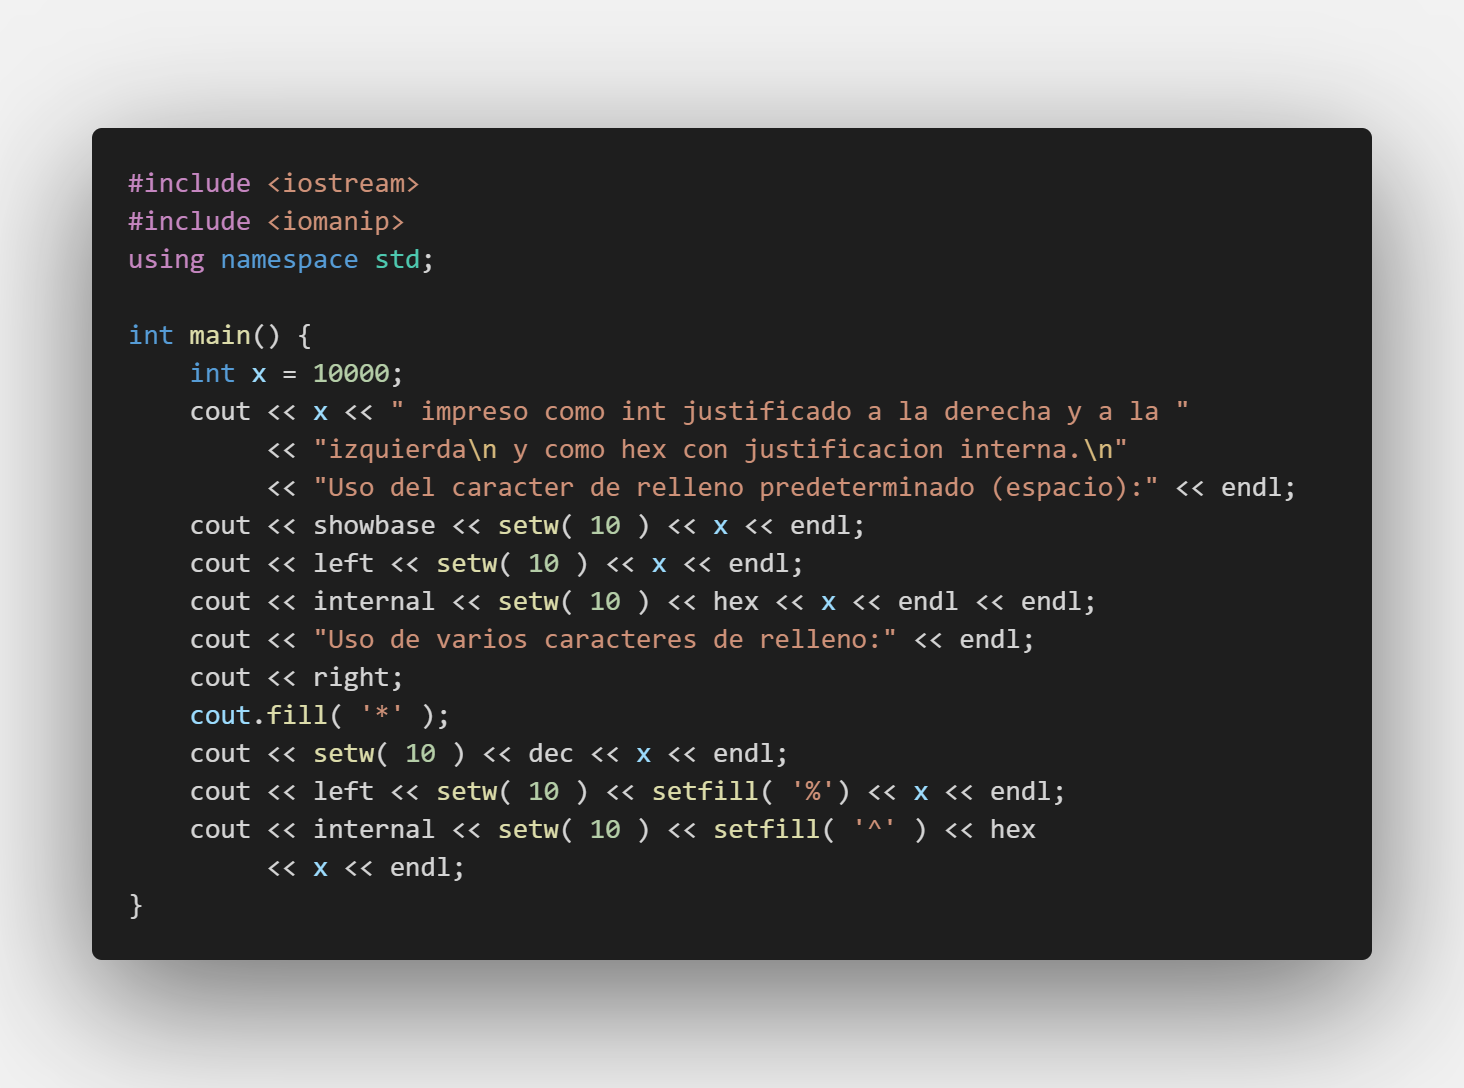 #include <iostream>
#include <iomanip>
using namespace std;

int main() {
    int x = 10000;
    cout << x << " impreso como int justificado a la derecha y a la "
         << "izquierda\n y como hex con justificacion interna.\n"
         << "Uso del caracter de relleno predeterminado (espacio):" << endl;
    cout << showbase << setw( 10 ) << x << endl;
    cout << left << setw( 10 ) << x << endl;
    cout << internal << setw( 10 ) << hex << x << endl << endl;
    cout << "Uso de varios caracteres de relleno:" << endl;
    cout << right;
    cout.fill( '*' );
    cout << setw( 10 ) << dec << x << endl;
    cout << left << setw( 10 ) << setfill( '%') << x << endl;
    cout << internal << setw( 10 ) << setfill( '^' ) << hex
         << x << endl;
}